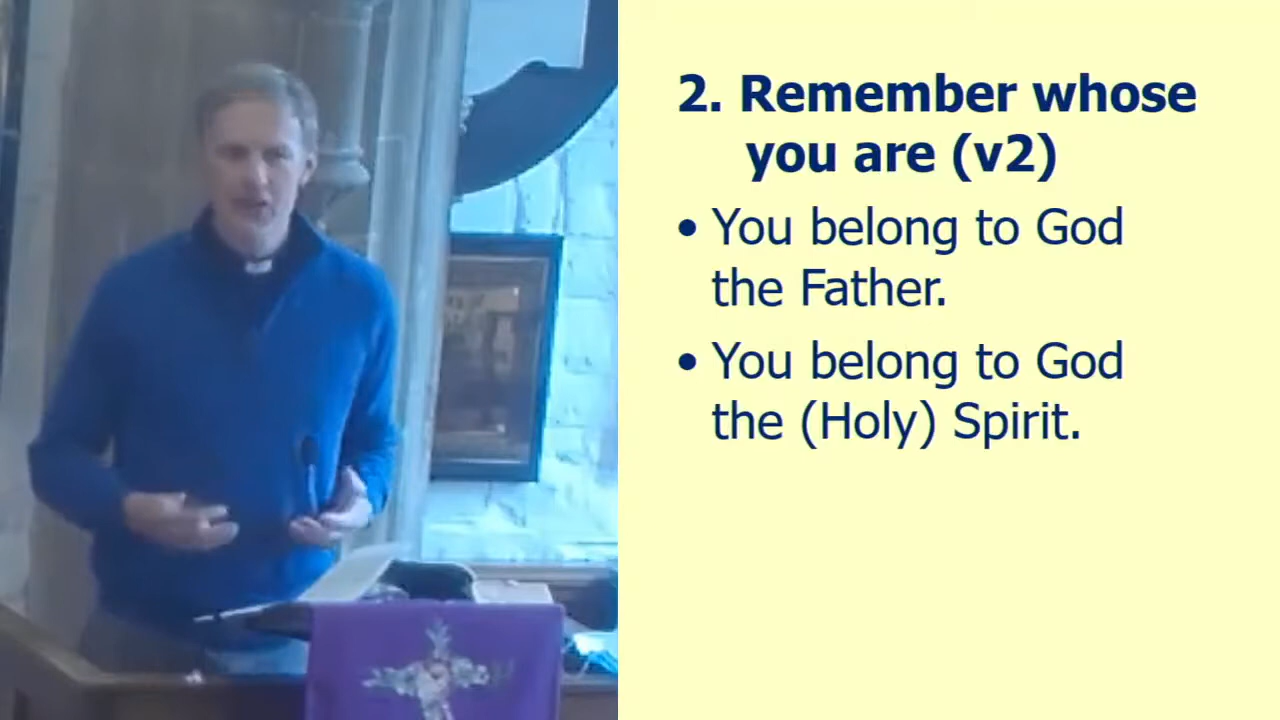 2. Remember whose
you are (v2)
• You belong to God
the Father.
• You belong to God
the (Holy) Spirit.